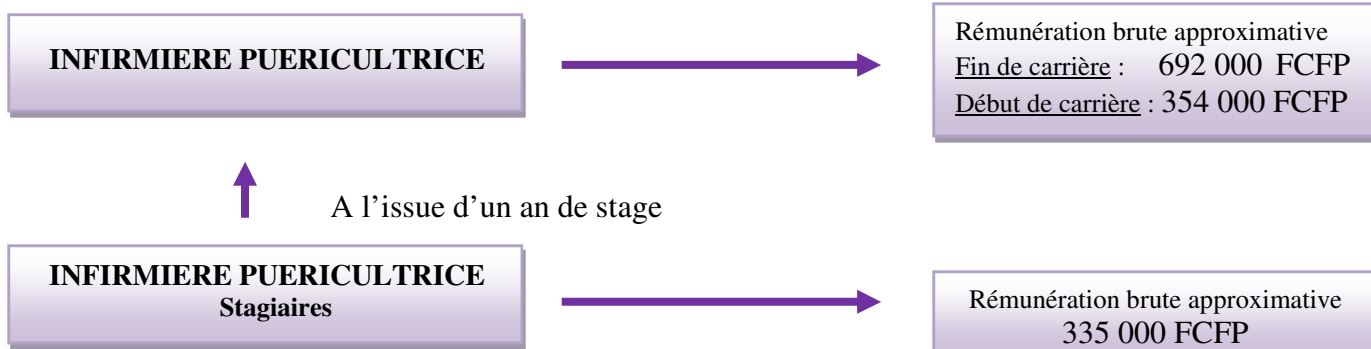 INFIRMIERE PUERICULTRICE
Rémunération brute approximative
Fin de carrière : 692 000 FCFP
Début de carrière : 354 000 FCFP
A l’issue d’un an de stage
INFIRMIERE PUERICULTRICE
Stagiaires
Rémunération brute approximative
335 000 FCFP